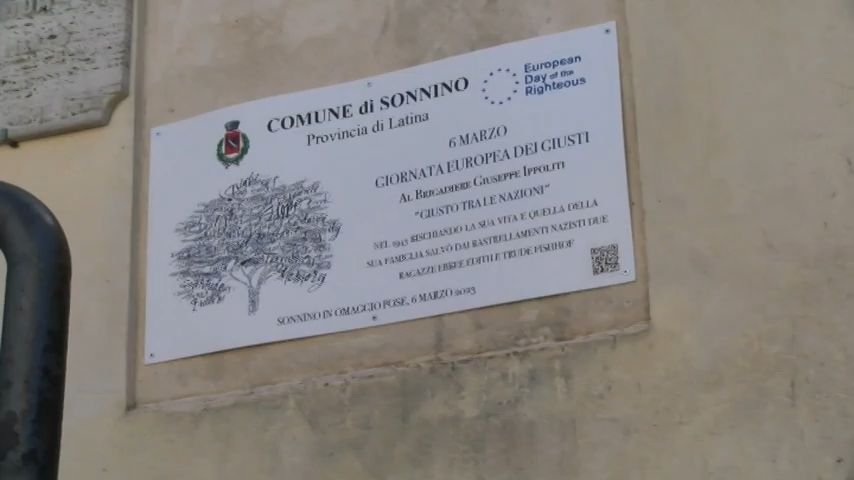 COMUNE di SONNINO
Provincia di Latina
European
Day of the
Righteous
6 MARZO
GIORNATA EUROPEA DEI GIUSTI
AL BRIGADIERE GIUSEPPE IPPOLITI
"GIUSTO TRA LE NAZIONI"
NEL 1943 RISCHIANDO LA SUA VITA E QUELLA DELLA
SUA FAMIGLIA SALVÒ DAI RASTRELLAMENTI NAZISTI DUE
RAGAZZE EBREE EDITH E TRUDE FISHHOF
SONNINO IN OMAGGIO POSE, 6 MARZO 2023